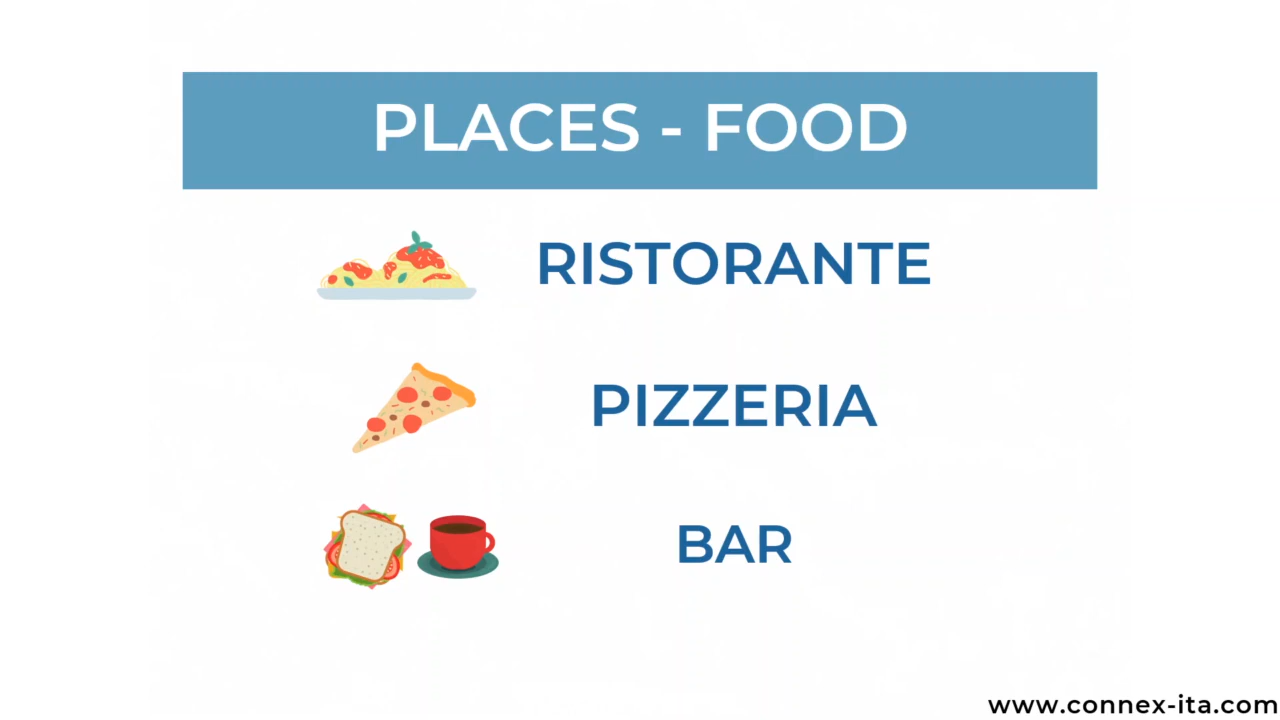 PLACES - FOOD
RISTORANTE
PIZZERIA
BAR
www.connex-ita.com